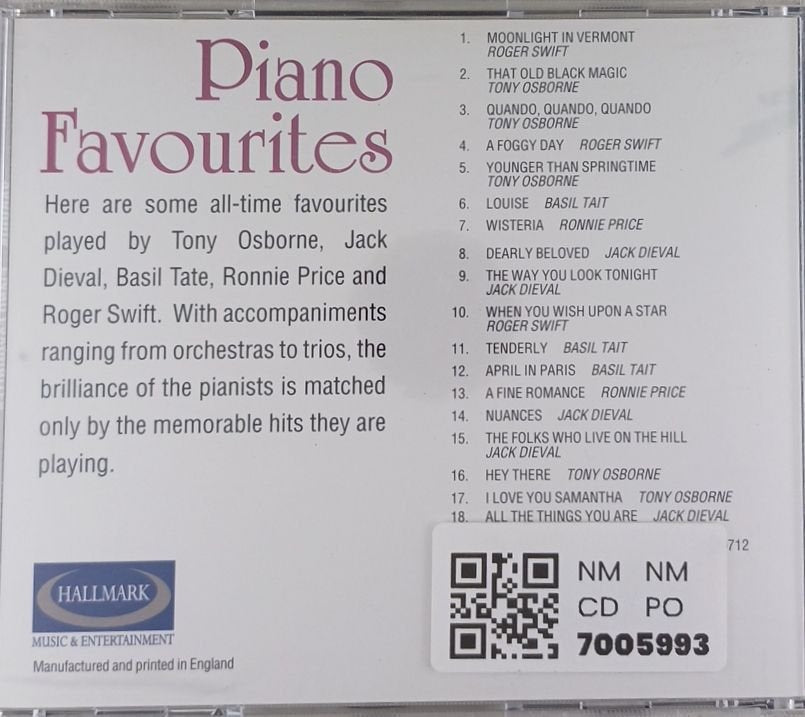 Piano
Favourites
Here are some all-time favourites
played by Tony Osborne, Jack
Dieval, Basil Tate, Ronnie Price and
Roger Swift. With accompaniments
ranging from orchestras to trios, the
brilliance of the pianists is matched
only by the memorable hits they are
playing.
HALLMARK
MUSIC & ENTERTAINMENT
Manufactured and printed in England
1. MOONLIGHT IN VERMONT
ROGER SWIFT
2. THAT OLD BLACK MAGIC
TONY OSBORNE
3. QUANDO, QUANDO, QUANDO
TONY OSBORNE
4. A FOGGY DAY ROGER SWIFT
5. YOUNGER THAN SPRINGTIME
TONY OSBORNE
6. LOUISE BASIL TAIT
7. WISTERIA RONNIE PRICE
8. DEARLY BELOVED JACK DIEVAL
9. THE WAY YOU LOOK TONIGHT
JACK DIEVAL
10. WHEN YOU WISH UPON A STAR
ROGER SWIFT
11. TENDERLY BASIL TAIT
12. APRIL IN PARIS BASIL TAIT
13. A FINE ROMANCE RONNIE PRICE
14. NUANCES JACK DIEVAL
15. THE FOLKS WHO LIVE ON THE HILL
JACK DIEVAL
16. HEY THERE TONY OSBORNE
17. I LOVE YOU SAMANTHA TONY OSBORNE
18. ALL THE THINGS YOU ARE JACK DIEVAL
712
NM NM
CD PO
7005993